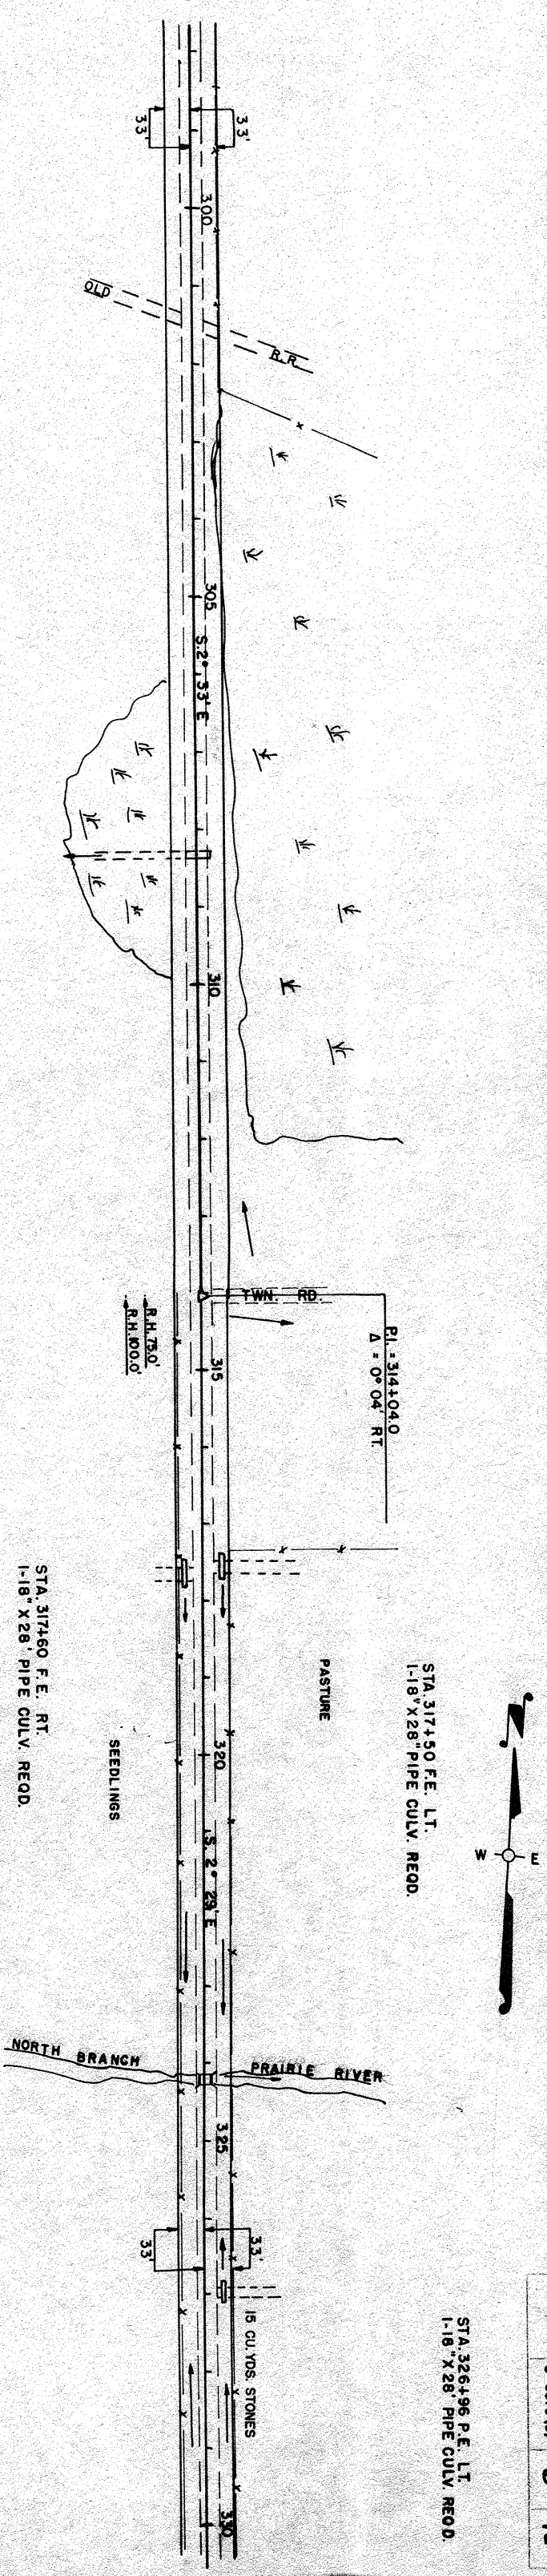 33'
33'
300
OLD
R.R.
305
S. 2° 33' E
310
TWN. RD.
P.I. = 314+04.0
Δ = 0° 04' RT.
R.H. 75.0'
R.H. 100.0'
315
STA. 317+50 F.E. LT.
1-18" X 28" PIPE CULV. REQD.
STA. 317+60 F.E. RT.
1-18" X 28' PIPE CULV. REQD.
PASTURE
SEEDLINGS
320
S. 2° 29' E
N
W
E
NORTH BRANCH PRAIRIE RIVER
325
33'
33'
15 CU. YDS. STONES
STA. 326+96 P.E. LT.
1-18" X 28' PIPE CULV. REQD.
330